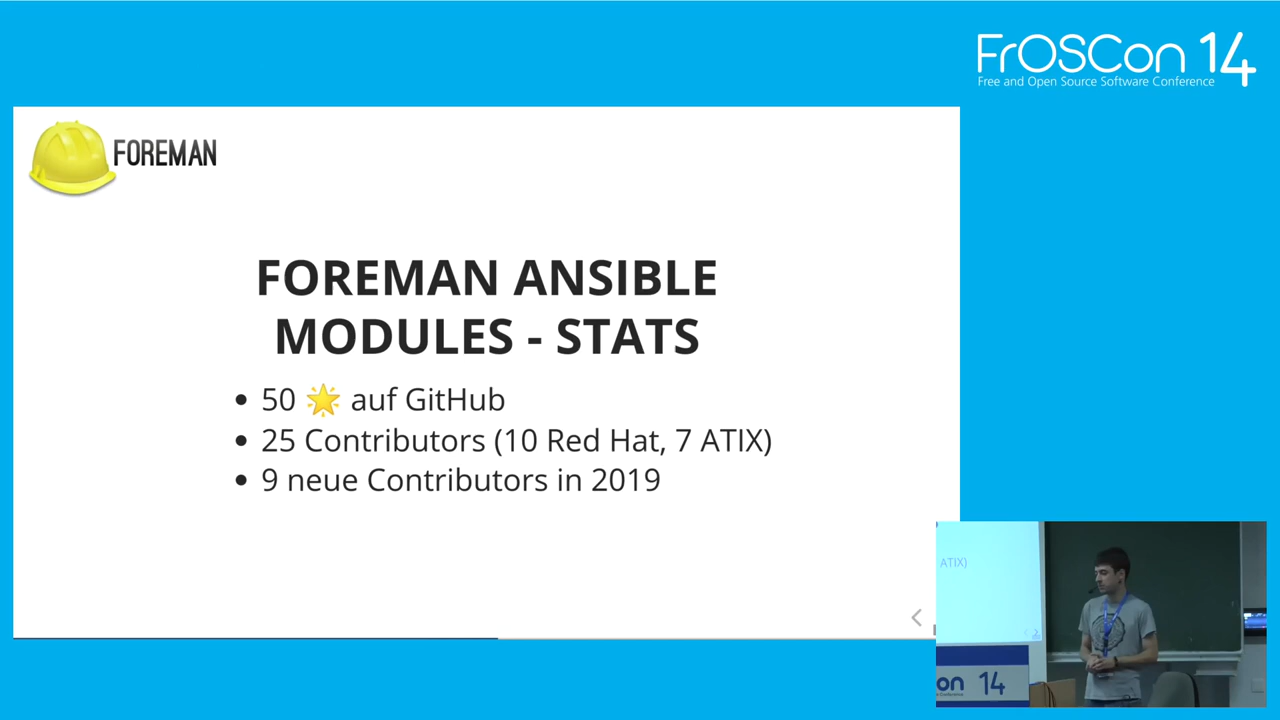 FrOSCon 14
Free and Open Source Software Conference
FOREMAN
FOREMAN ANSIBLE
MODULES - STATS
50 🌟 auf GitHub
25 Contributors (10 Red Hat, 7 ATIX)
9 neue Contributors in 2019
ATIX)
on 14